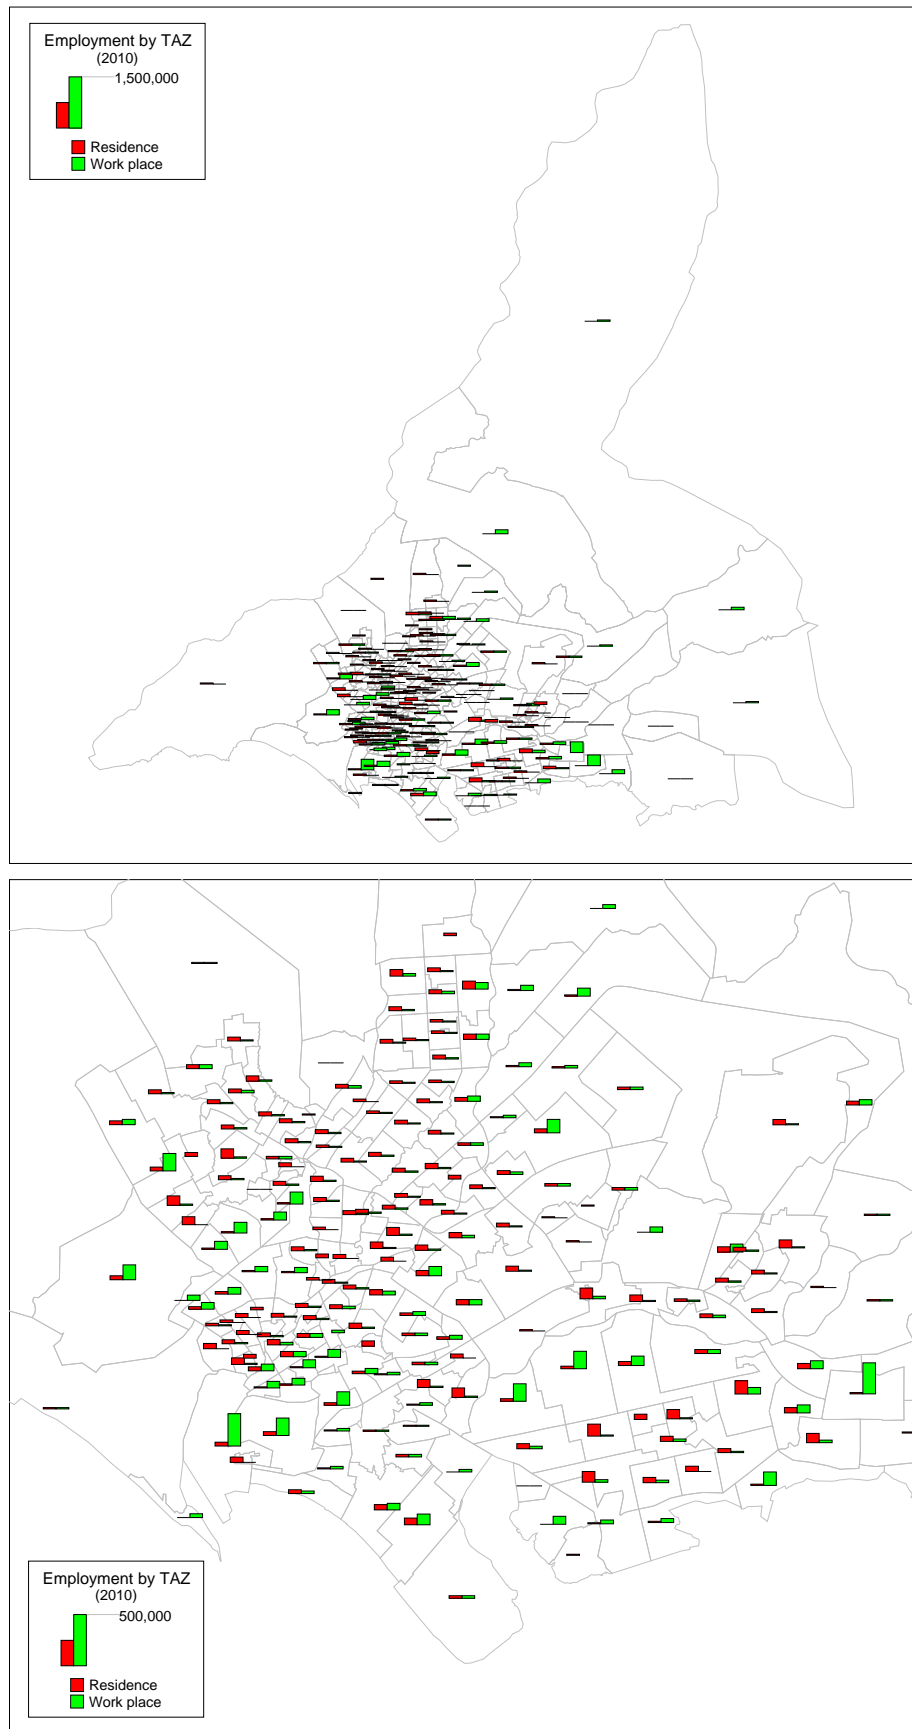 Employment by TAZ
(2010)
1,500,000
Residence
Work place
Employment by TAZ
(2010)
500,000
Residence
Work place